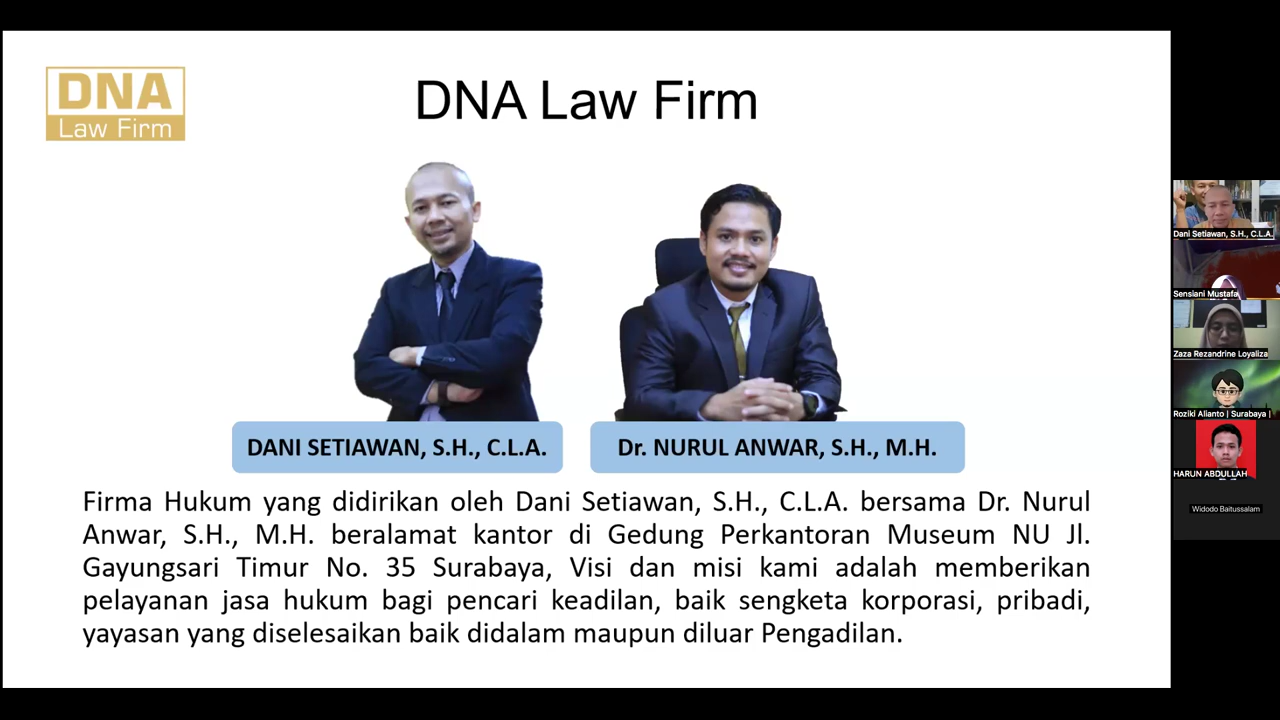 DNA
Law Firm
DNA Law Firm
DANI SETIAWAN, S.H., C.L.A.
Dr. NURUL ANWAR, S.H., M.H.
Firma Hukum yang didirikan oleh Dani Setiawan, S.H., C.L.A. bersama Dr. Nurul
Anwar, S.H., M.H. beralamat kantor di Gedung Perkantoran Museum NU Jl.
Gayungsari Timur No. 35 Surabaya, Visi dan misi kami adalah memberikan
pelayanan jasa hukum bagi pencari keadilan, baik sengketa korporasi, pribadi,
yayasan yang diselesaikan baik didalam maupun diluar Pengadilan.
Dani Setiawan, S.H., C.L.A.
Sensiani Mustafa
Zaza Rezandrine Loyaliza
Roziki Alianto | Surabaya |
HARUN ABDULLAH
Widodo Baitussalam